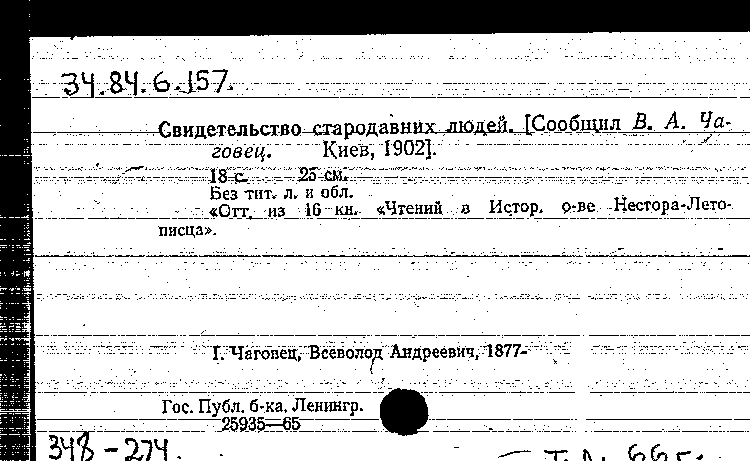 34.84.6.157.
Свидетельство стародавних людей. [Сообщил В. А. Ча-
говец. Киев, 1902].
18 с. 25 см.
Без тит. л. и обл.
«Отт. из 16 кн. «Чтений в Истор. о-ве Нестора-Лето-
писца».
I. Чаговец, Всеволод Андреевич, 1877-
Гос. Публ. б-ка. Ленингр.
25935—65
348-274.